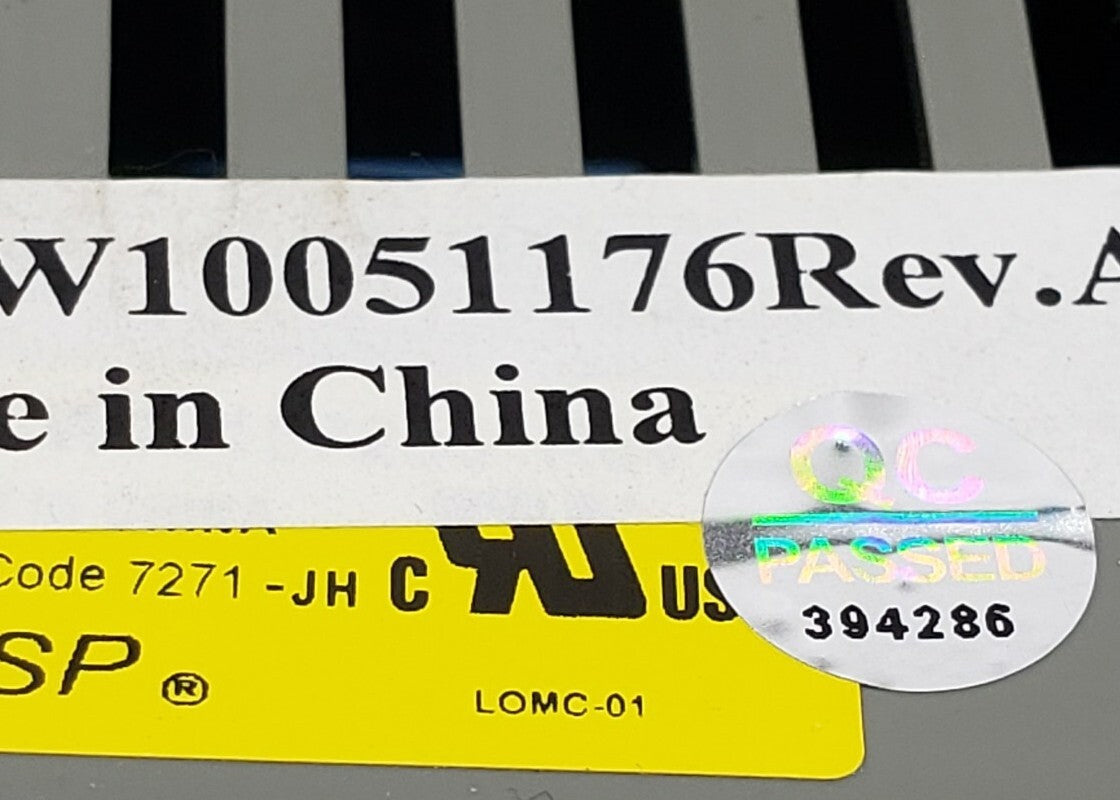 W10051176Rev.A
e in China
QC
PASSED
394286
Code 7271 -JH C US
SP ®
LOMC-01